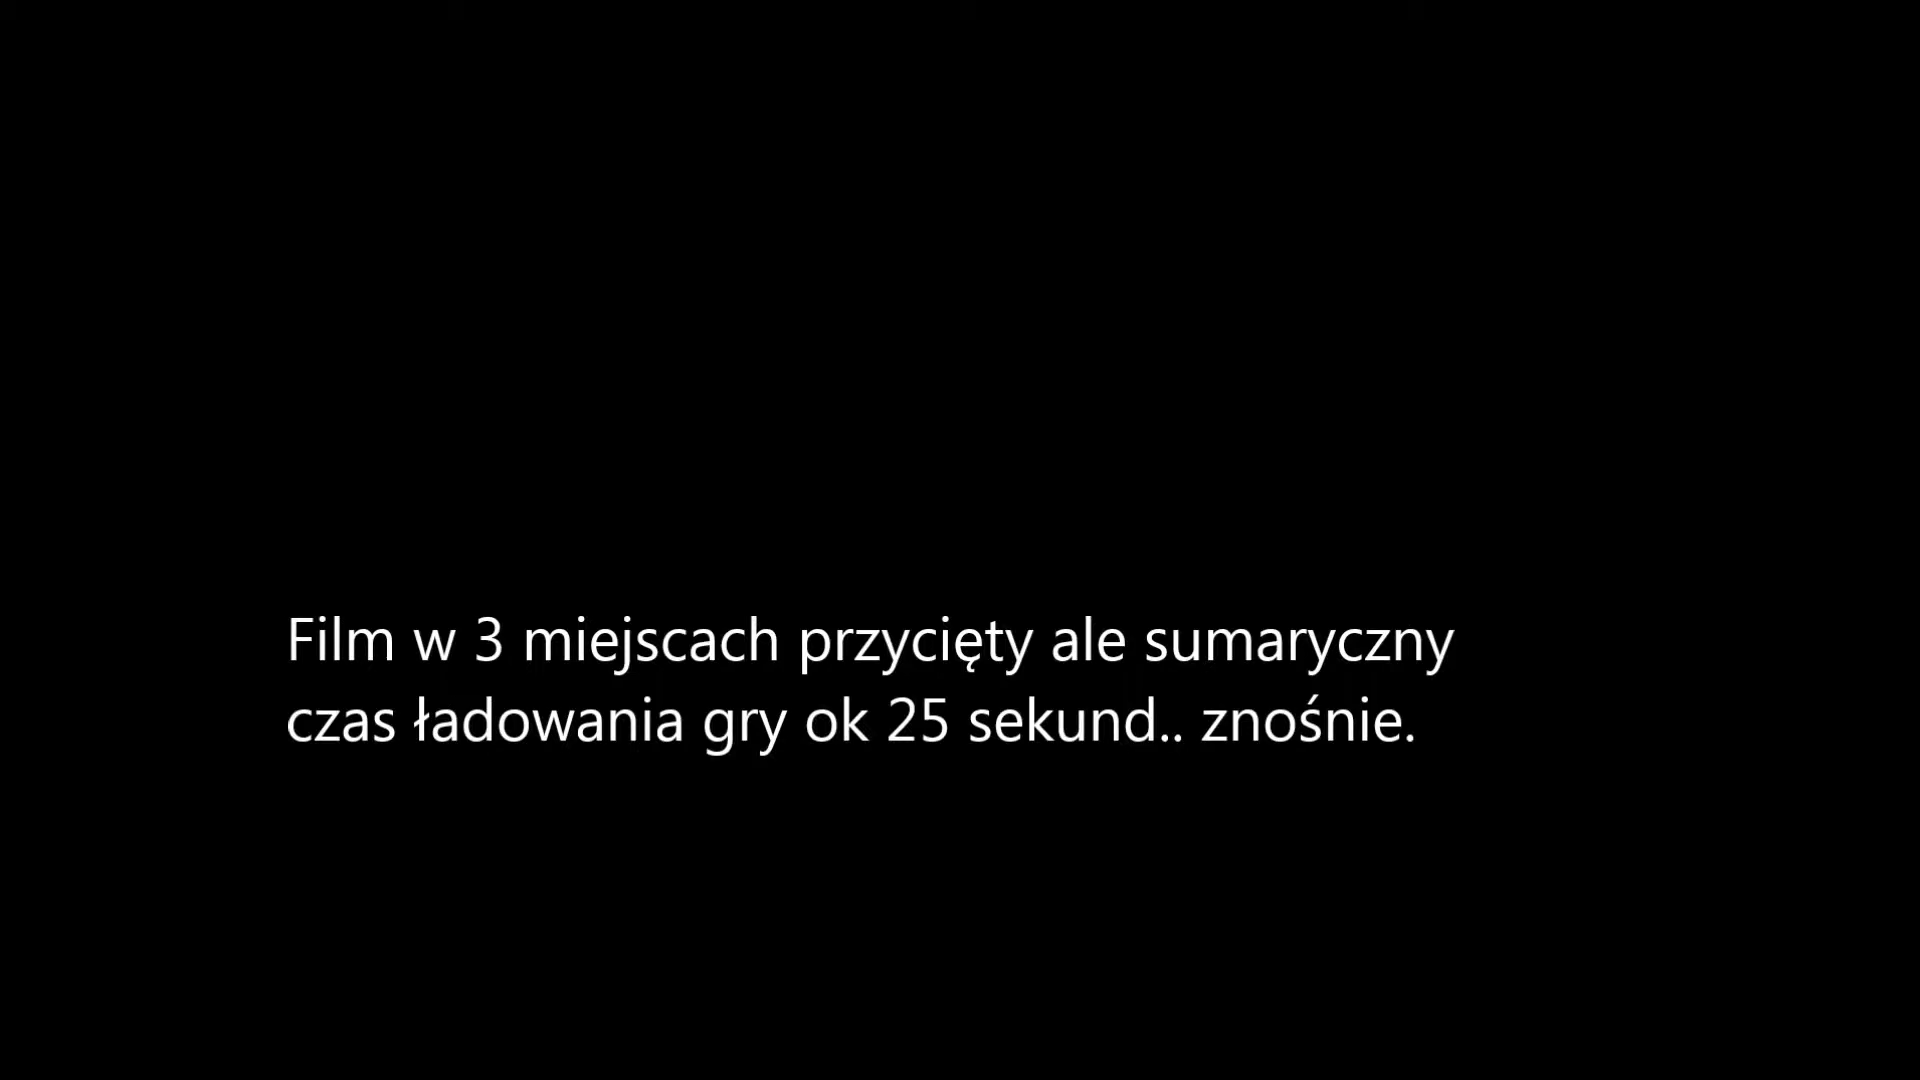 Film w 3 miejscach przycięty ale sumaryczny
czas ładowania gry ok 25 sekund.. znośnie.